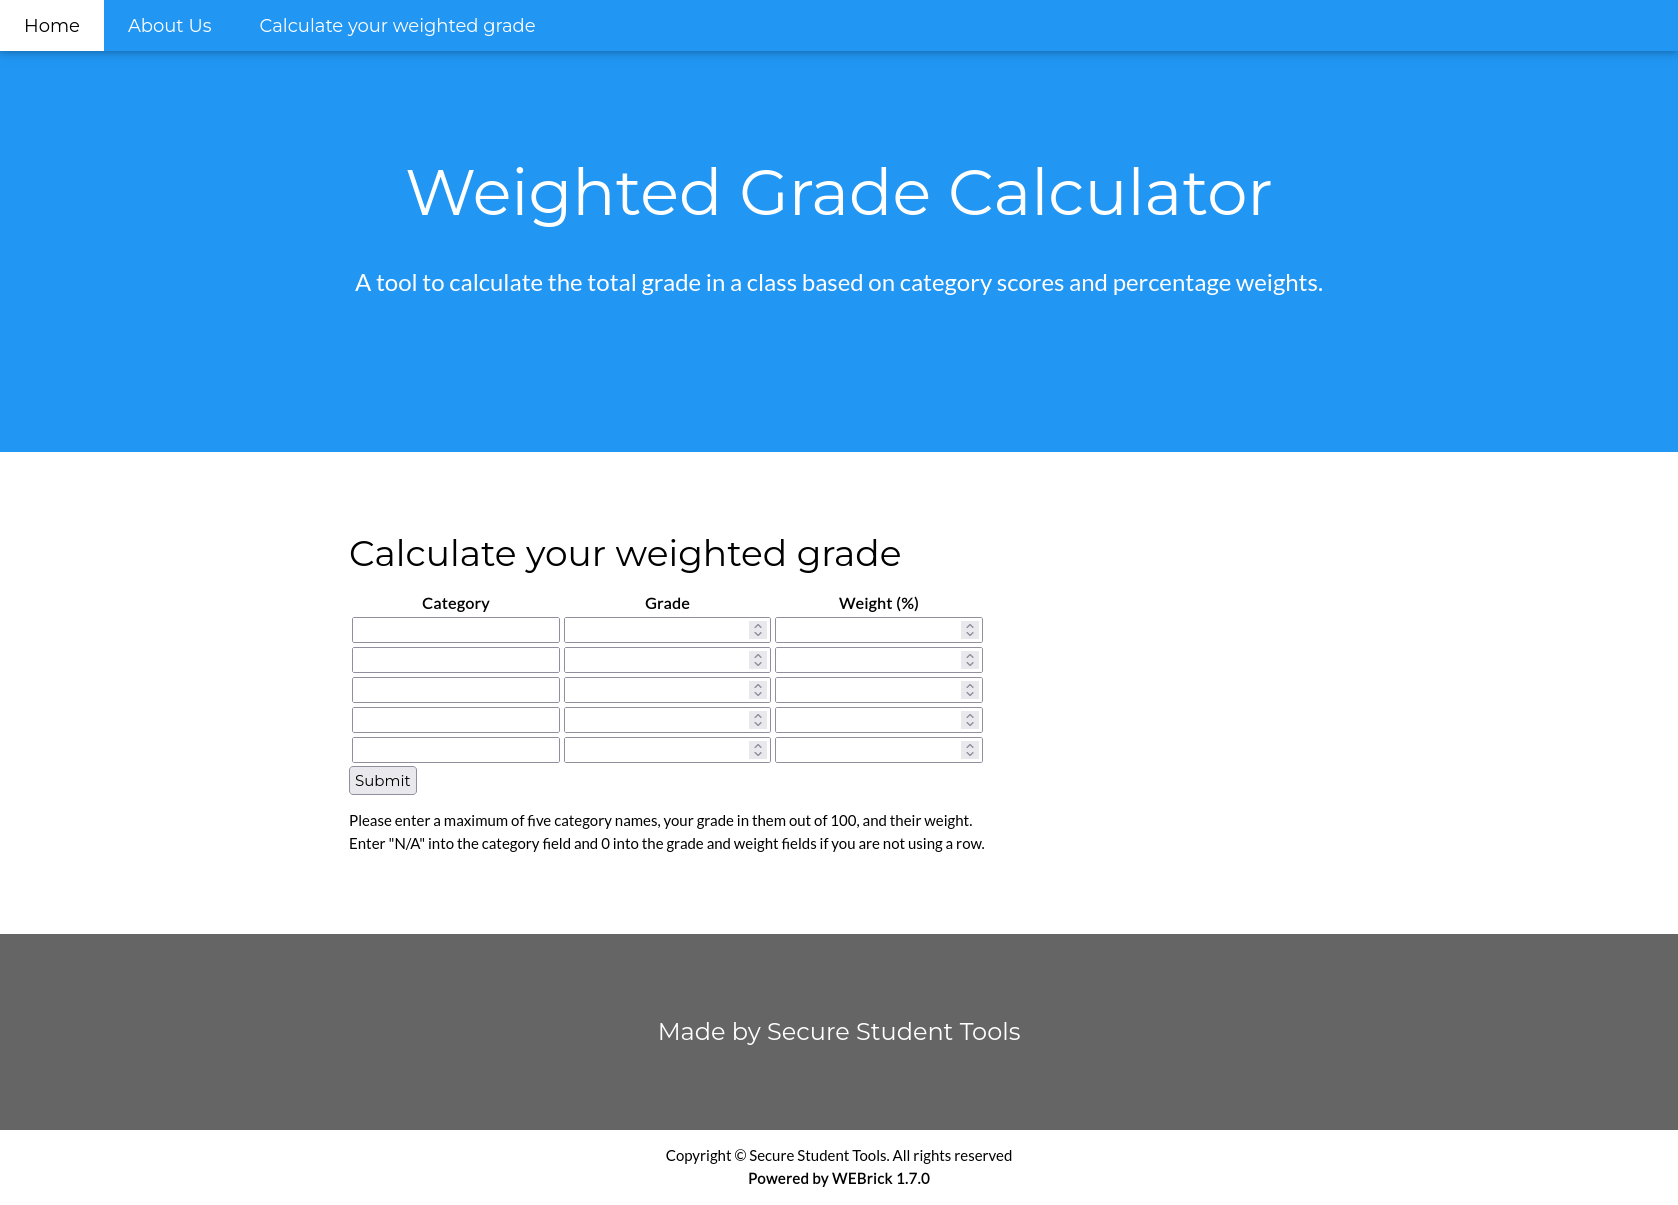 Home About Us Calculate your weighted grade
Weighted Grade Calculator
A tool to calculate the total grade in a class based on category scores and percentage weights.
Calculate your weighted grade
Category Grade Weight (%)
Submit
Please enter a maximum of five category names, your grade in them out of 100, and their weight.
Enter "N/A" into the category field and 0 into the grade and weight fields if you are not using a row.
Made by Secure Student Tools
Copyright © Secure Student Tools. All rights reserved
Powered by WEBrick 1.7.0